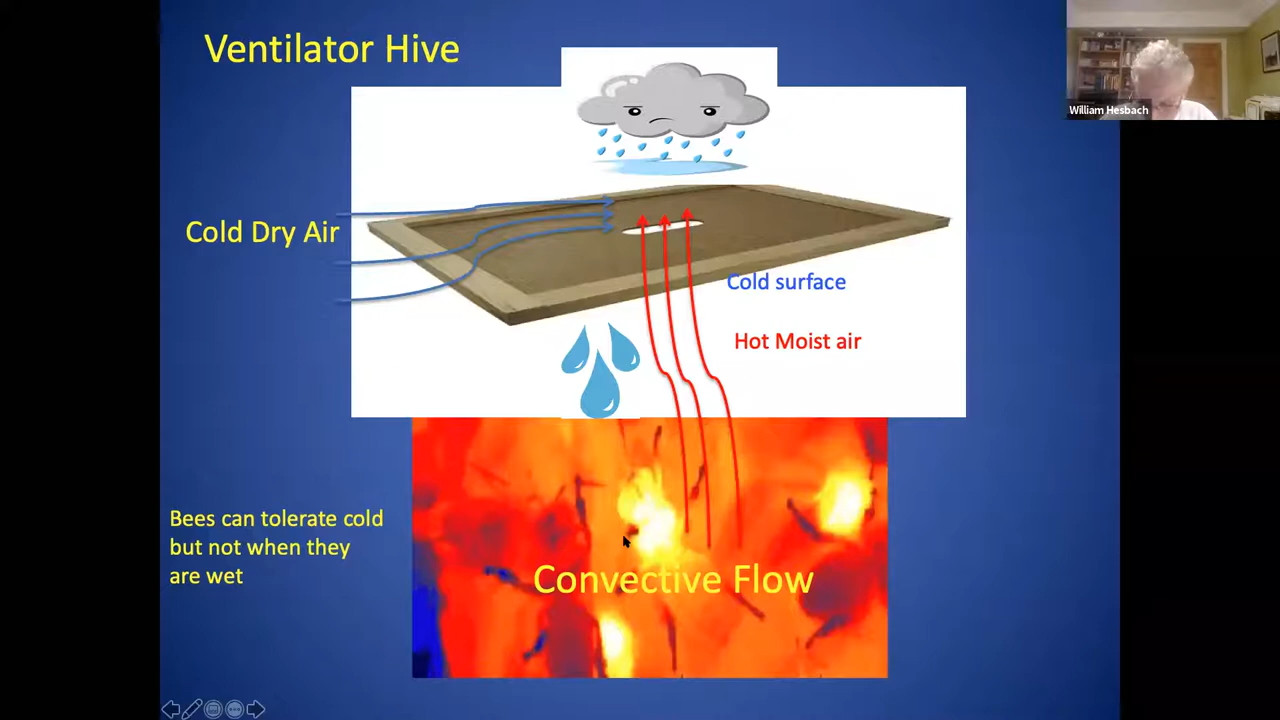 Ventilator Hive
William Hesbach
Cold Dry Air
Cold surface
Hot Moist air
Bees can tolerate cold
but not when they
are wet
Convective Flow